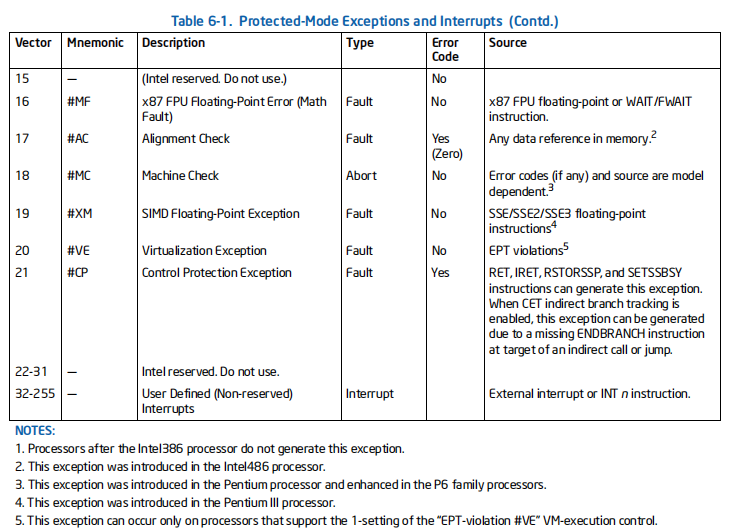 Table 6-1. Protected-Mode Exceptions and Interrupts (Contd.)
Vector Mnemonic Description Type Error Code Source
15 — (Intel reserved. Do not use.) No
16 #MF x87 FPU Floating-Point Error (Math Fault) Fault No x87 FPU floating-point or WAIT/FWAIT instruction.
17 #AC Alignment Check Fault Yes (Zero) Any data reference in memory.2
18 #MC Machine Check Abort No Error codes (if any) and source are model dependent.3
19 #XM SIMD Floating-Point Exception Fault No SSE/SSE2/SSE3 floating-point instructions4
20 #VE Virtualization Exception Fault No EPT violations5
21 #CP Control Protection Exception Fault Yes RET, IRET, RSTORSSP, and SETSSBSY instructions can generate this exception. When CET indirect branch tracking is enabled, this exception can be generated due to a missing ENDBRANCH instruction at target of an indirect call or jump.
22-31 — Intel reserved. Do not use.
32-255 — User Defined (Non-reserved) Interrupts Interrupt External interrupt or INT n instruction.
NOTES:
1. Processors after the Intel386 processor do not generate this exception.
2. This exception was introduced in the Intel486 processor.
3. This exception was introduced in the Pentium processor and enhanced in the P6 family processors.
4. This exception was introduced in the Pentium III processor.
5. This exception can occur only on processors that support the 1-setting of the “EPT-violation #VE” VM-execution control.